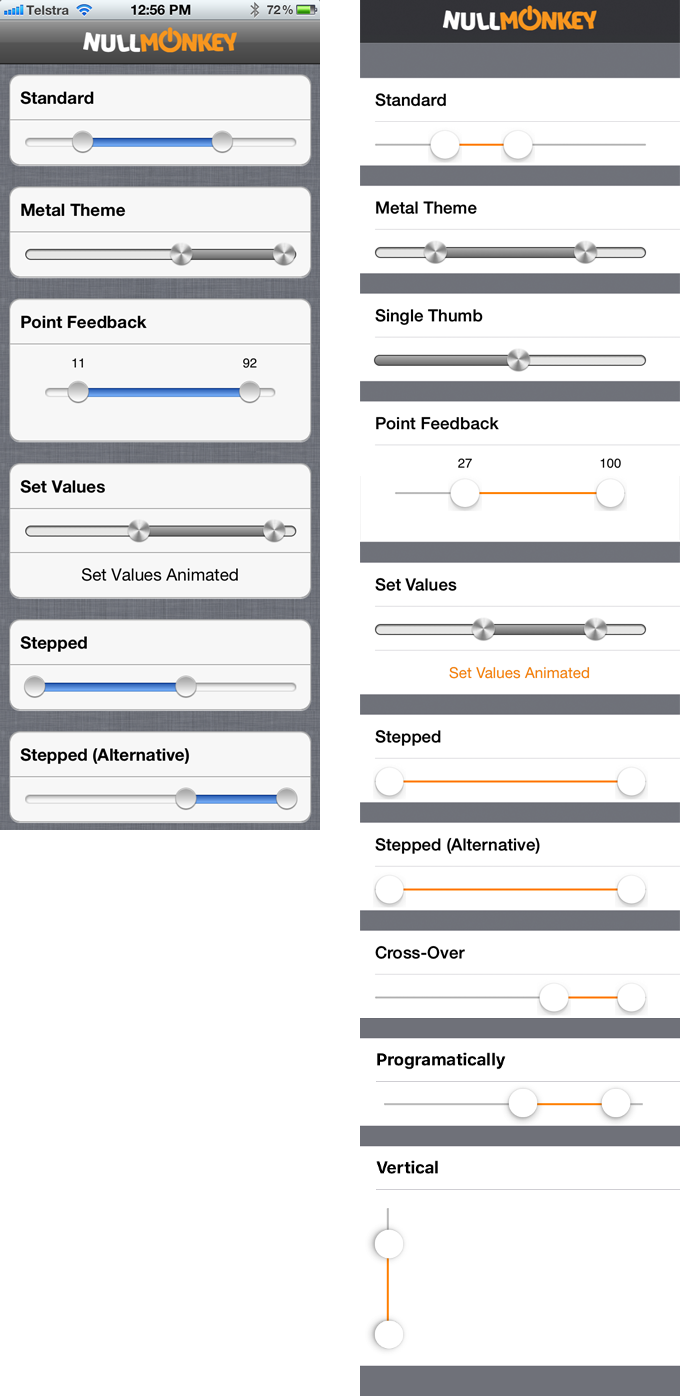 Telstra 12:56 PM 72%
NULLMONKEY
Standard
Metal Theme
Point Feedback
11 92
Set Values
Set Values Animated
Stepped
Stepped (Alternative)
NULLMONKEY
Standard
Metal Theme
Single Thumb
Point Feedback
27 100
Set Values
Set Values Animated
Stepped
Stepped (Alternative)
Cross-Over
Programatically
Vertical